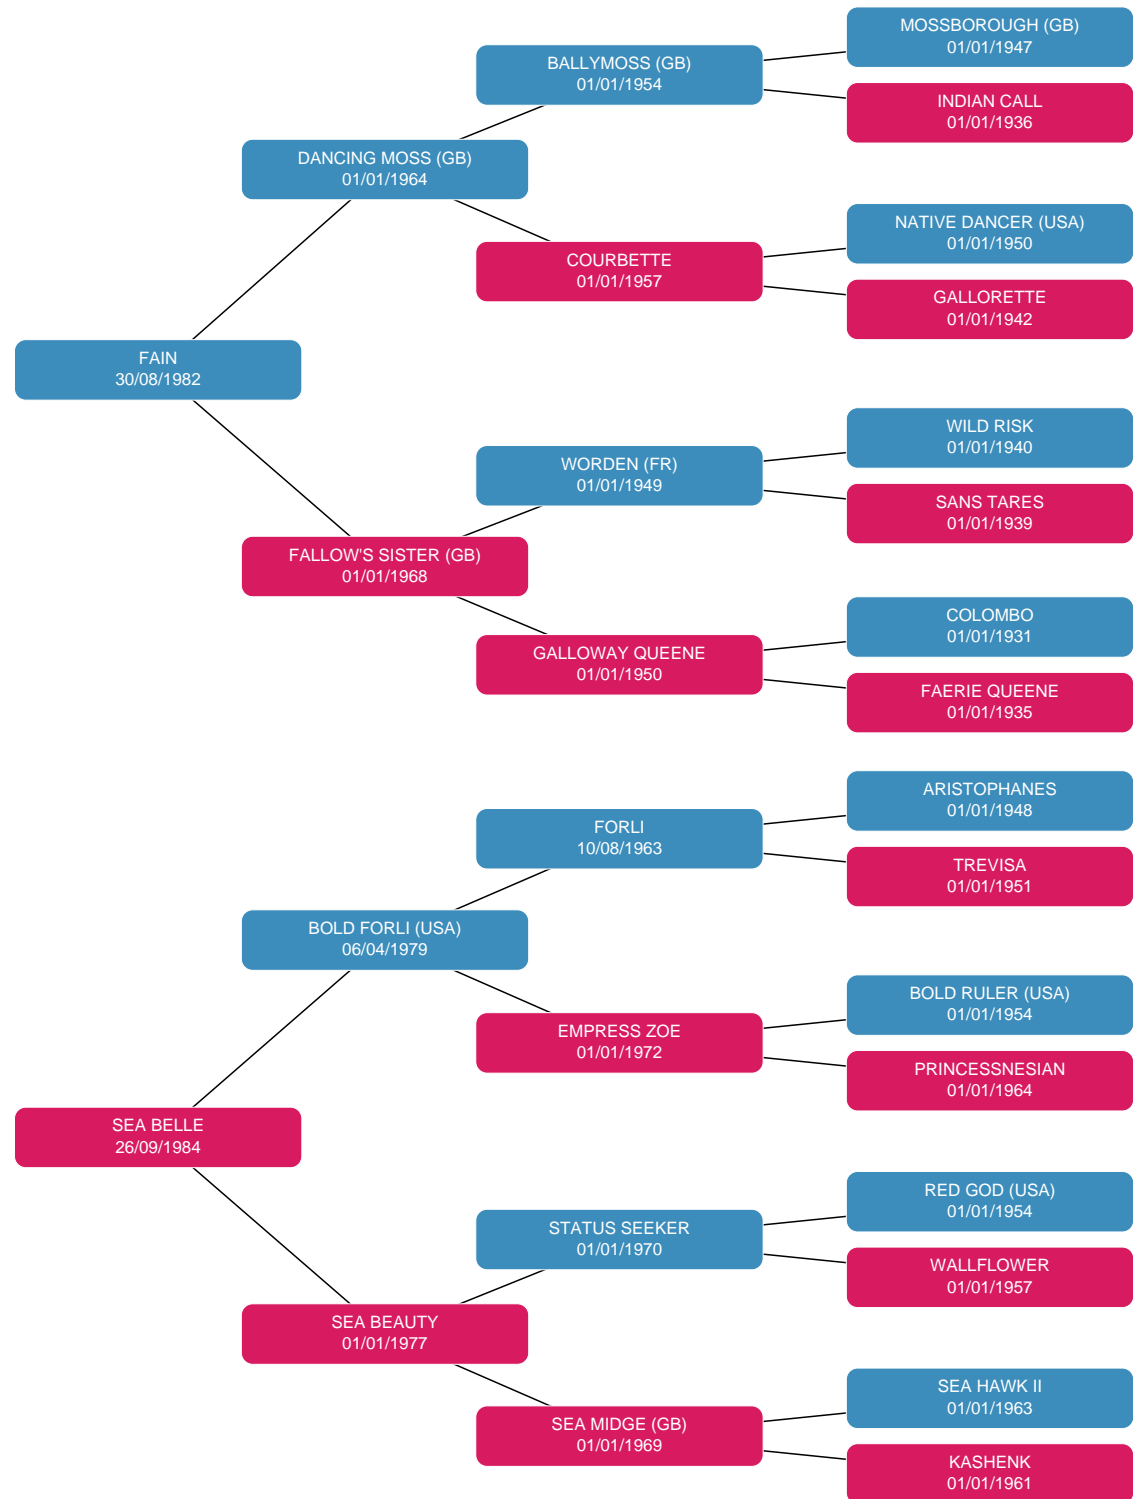 MOSSBOROUGH (GB)
01/01/1947
BALLYMOSS (GB)
01/01/1954
INDIAN CALL
01/01/1936
DANCING MOSS (GB)
01/01/1964
NATIVE DANCER (USA)
01/01/1950
COURBETTE
01/01/1957
GALLORETTE
01/01/1942
FAIN
30/08/1982
WILD RISK
01/01/1940
WORDEN (FR)
01/01/1949
SANS TARES
01/01/1939
FALLOW'S SISTER (GB)
01/01/1968
COLOMBO
01/01/1931
GALLOWAY QUEENE
01/01/1950
FAERIE QUEENE
01/01/1935
ARISTOPHANES
01/01/1948
FORLI
10/08/1963
TREVISA
01/01/1951
BOLD FORLI (USA)
06/04/1979
BOLD RULER (USA)
01/01/1954
EMPRESS ZOE
01/01/1972
PRINCESSNESIAN
01/01/1964
SEA BELLE
26/09/1984
RED GOD (USA)
01/01/1954
STATUS SEEKER
01/01/1970
WALLFLOWER
01/01/1957
SEA BEAUTY
01/01/1977
SEA HAWK II
01/01/1963
SEA MIDGE (GB)
01/01/1969
KASHENK
01/01/1961